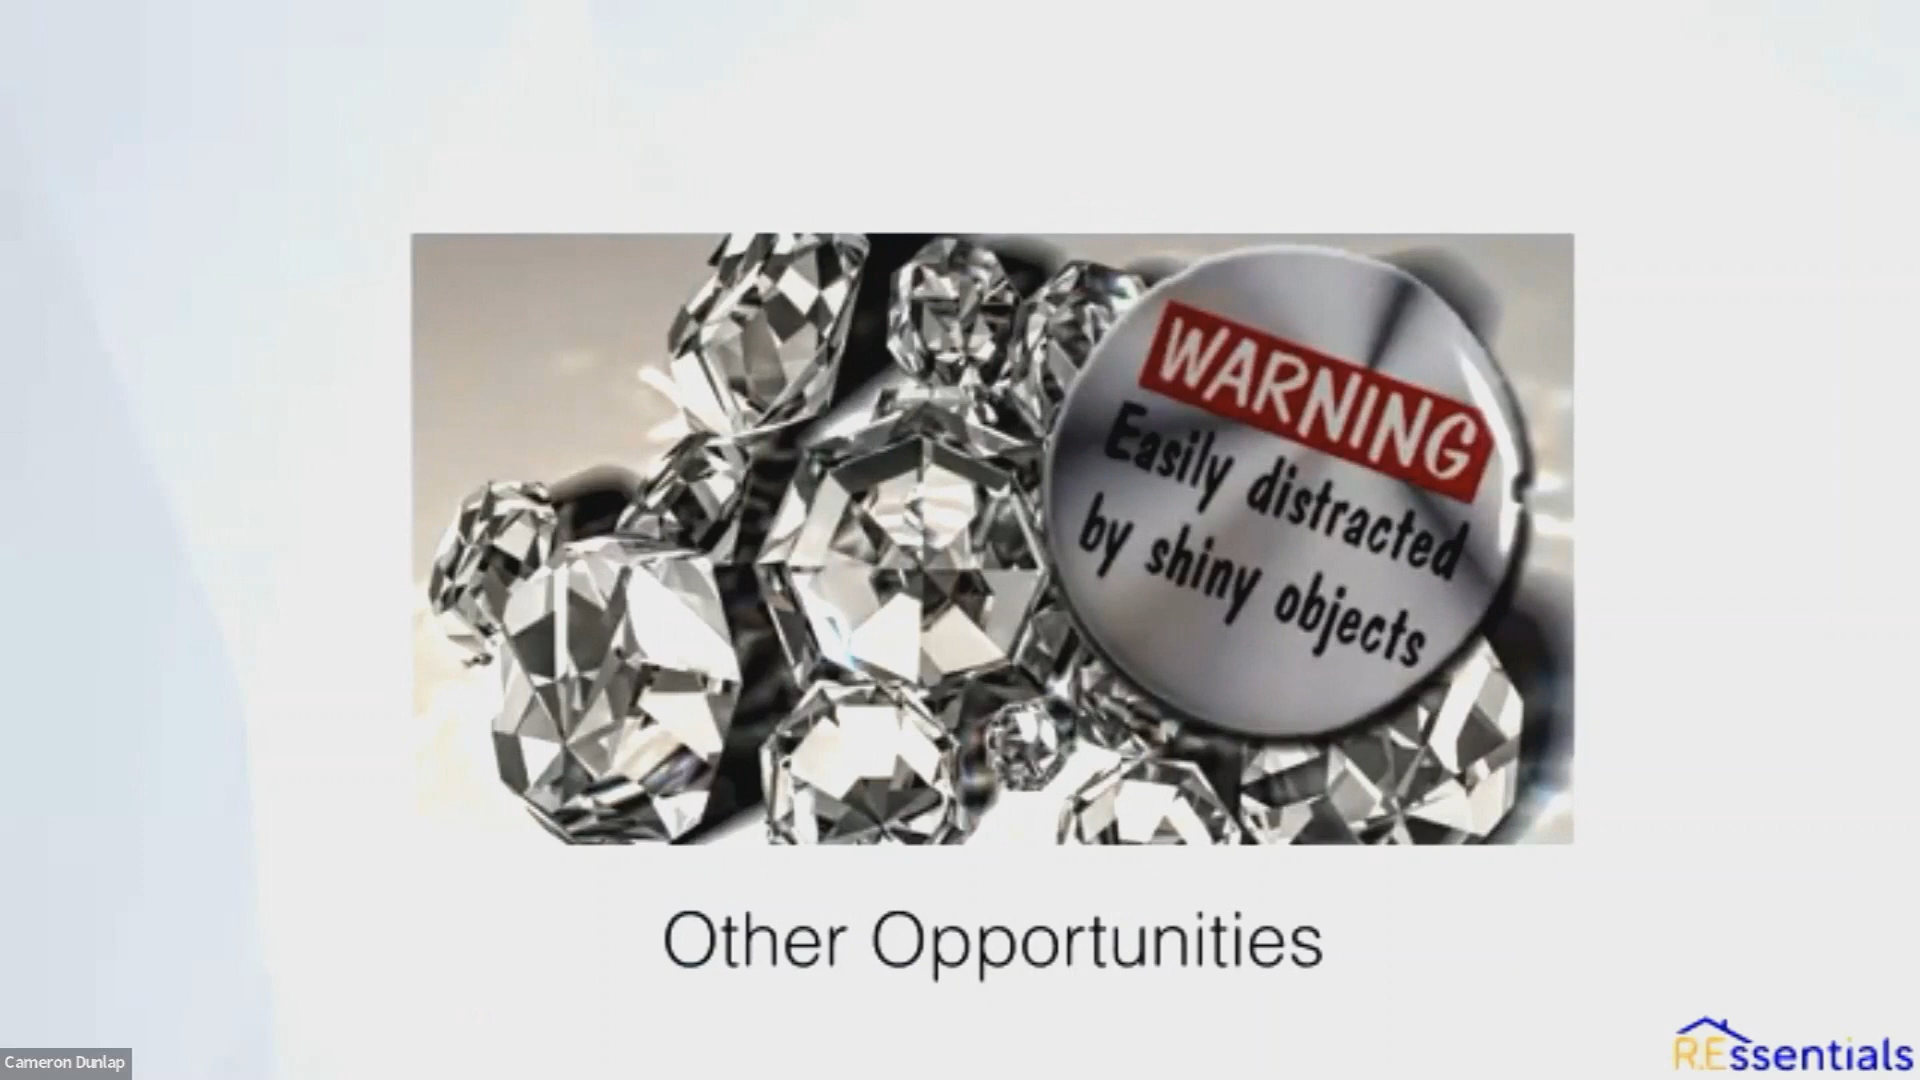 WARNING
Easily distracted
by shiny objects
Other Opportunities
Cameron Dunlap
R.Essentials